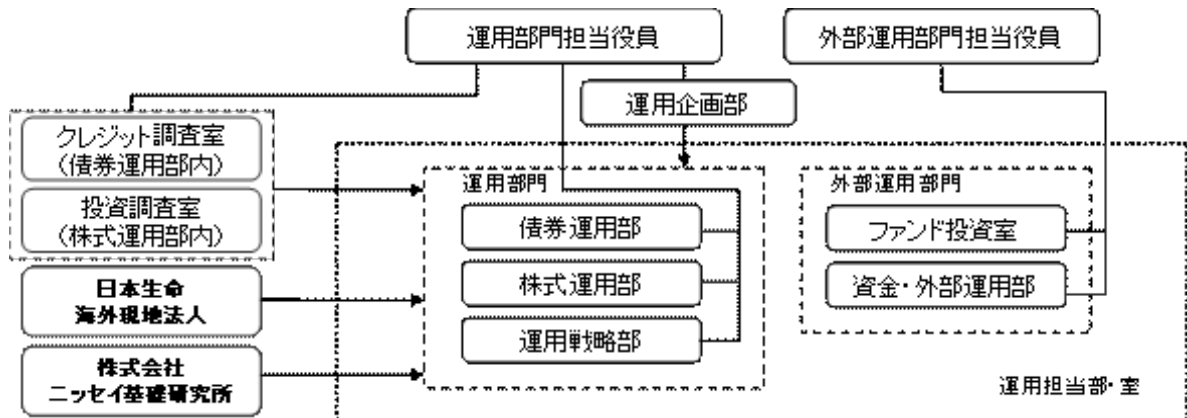 運用部門担当役員
外部運用部門担当役員
運用企画部
クレジット調査室
(債券運用部内)
投資調査室
(株式運用部内)
日本生命
海外現地法人
株式会社
ニッセイ基礎研究所
運用部門
債券運用部
株式運用部
運用戦略部
外部運用部門
ファンド投資室
資金・外部運用部
運用担当部・室